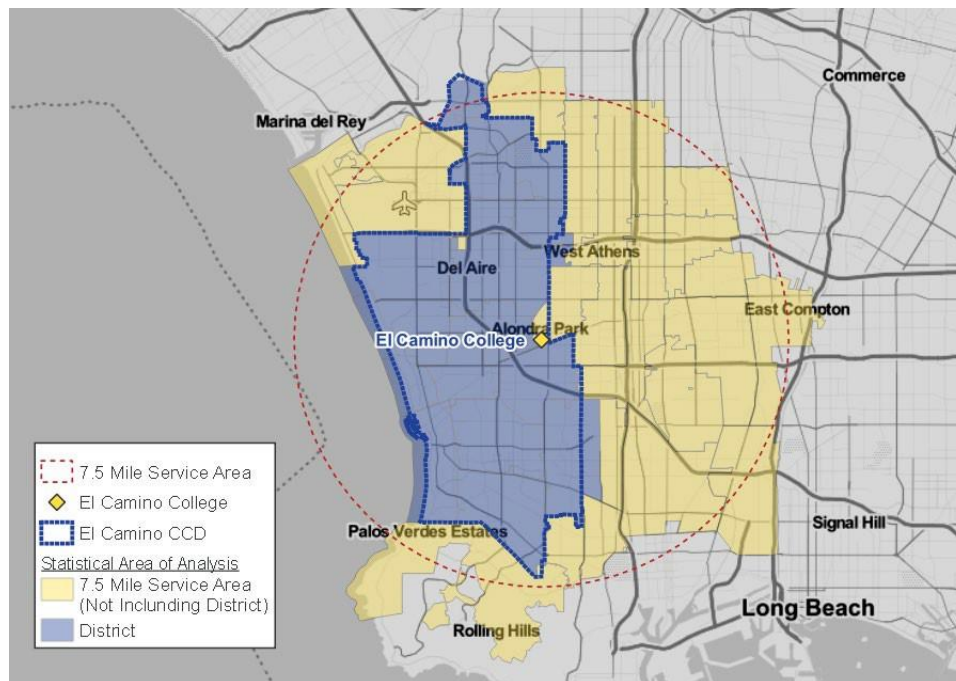 Commerce
Marina del Rey
West Athens
Del Aire
East Compton
Alondra Park
El Camino College
7.5 Mile Service Area
El Camino College
El Camino CCD
Statistical Area of Analysis
7.5 Mile Service Area
(Not Inclunding District)
District
Palos Verdes Estates
Signal Hill
Long Beach
Rolling Hills